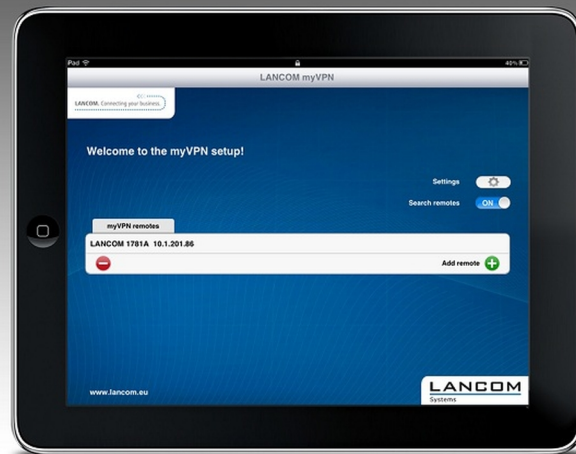 Pad
40%
LANCOM myVPN
LANCOM. Connecting your business.
Welcome to the myVPN setup!
Settings
Search remotes ON
myVPN remotes
LANCOM 1781A 10.1.201.86
Add remote
www.lancom.eu
LANCOM
Systems